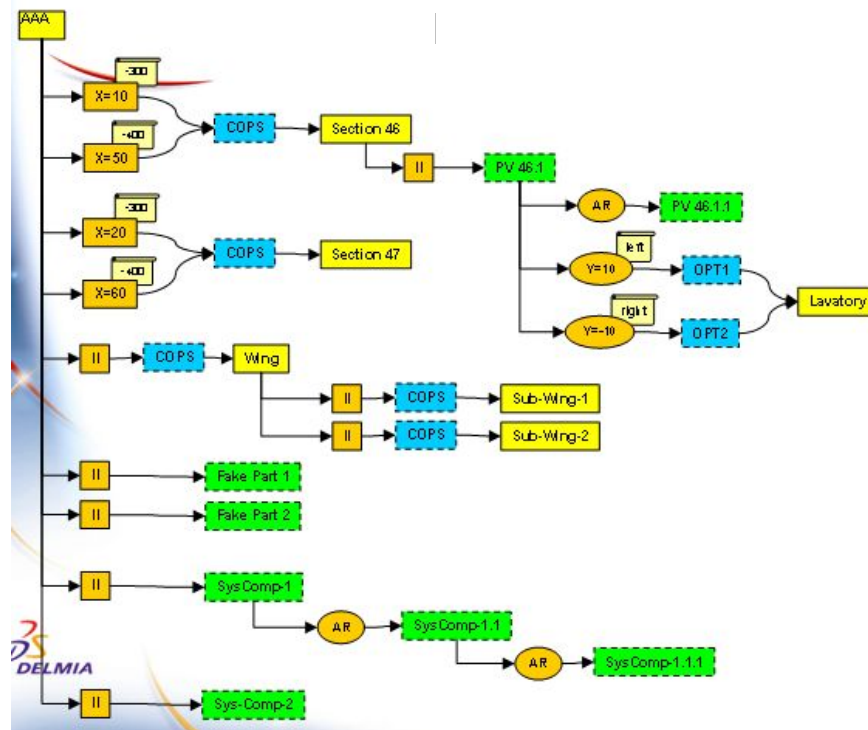 AAA
-300
X=10
COPS
Section 46
-400
X=50
II
PV 46.1
-300
X=20
AR
PV 46.1.1
COPS
Section 47
left
Y=10
OPT1
-400
X=60
Lavatory
right
Y=-10
OPT2
II
COPS
Wing
II
COPS
Sub-Wing-1
II
COPS
Sub-Wing-2
II
Fake Part 1
II
Fake Part 2
II
SysComp-1
AR
SysComp-1.1
AR
SysComp-1.1.1
DS
DELMIA
II
Sys-Comp-2